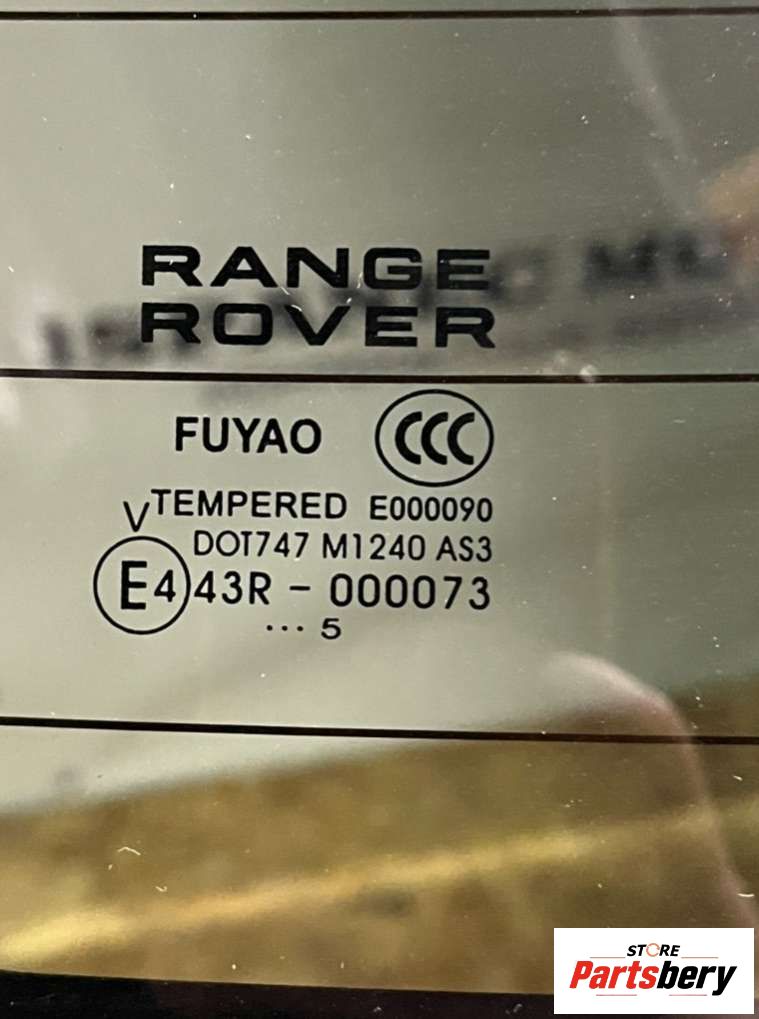 RANGE
ROVER
FUYAO CCC
VTEMPERED E000090
DOT747 M1240 AS3
E4 43R - 000073
... 5
STORE
Partsbery